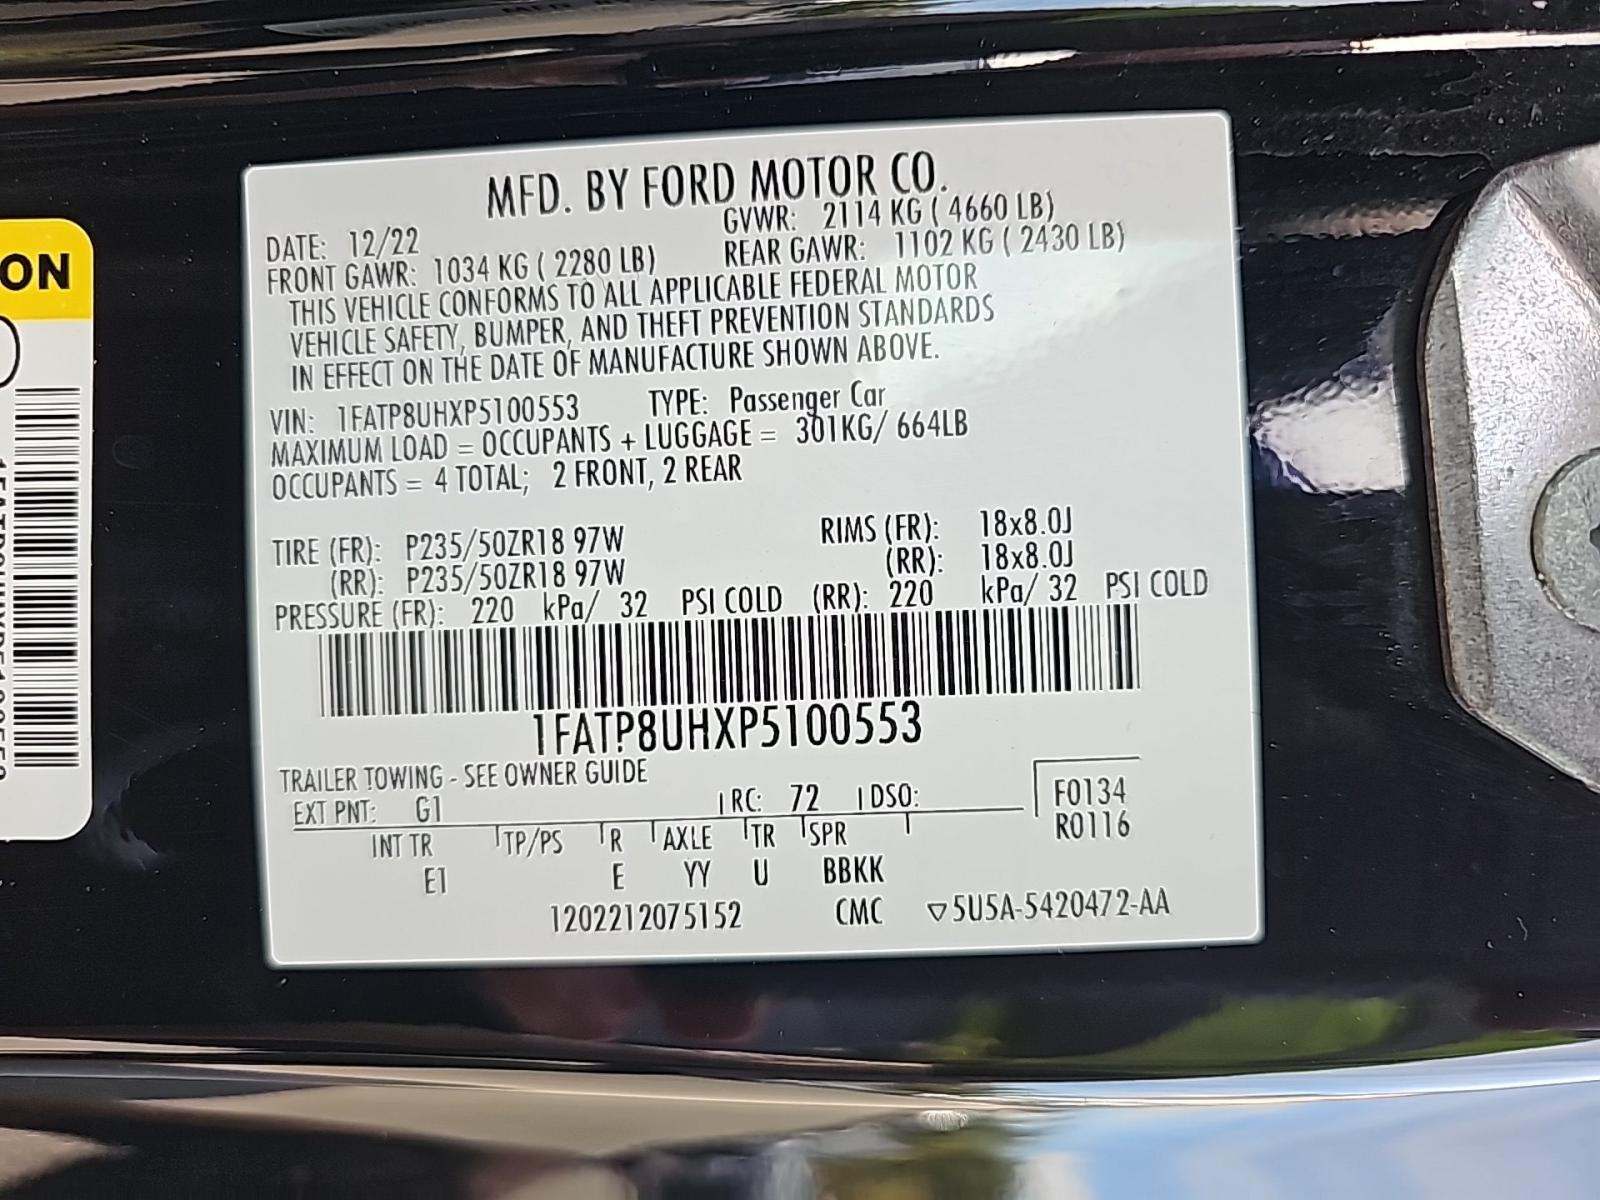 MFD. BY FORD MOTOR CO.
DATE: 12/22 GVWR: 2114 KG ( 4660 LB)
FRONT GAWR: 1034 KG ( 2280 LB) REAR GAWR: 1102 KG ( 2430 LB)
THIS VEHICLE CONFORMS TO ALL APPLICABLE FEDERAL MOTOR
VEHICLE SAFETY, BUMPER, AND THEFT PREVENTION STANDARDS
IN EFFECT ON THE DATE OF MANUFACTURE SHOWN ABOVE.
VIN: 1FATP8UHXP5100553 TYPE: Passenger Car
MAXIMUM LOAD = OCCUPANTS + LUGGAGE = 301KG/ 664LB
OCCUPANTS = 4 TOTAL; 2 FRONT, 2 REAR
TIRE (FR): P235/50ZR18 97W RIMS (FR): 18x8.0J
(RR): P235/50ZR18 97W (RR): 18x8.0J
PRESSURE (FR): 220 kPa/ 32 PSI COLD (RR): 220 kPa/ 32 PSI COLD
1FATP8UHXP5100553
TRAILER TOWING - SEE OWNER GUIDE
EXT PNT: G1 RC: 72 DSO: F0134
INT TR TP/PS R AXLE TR SPR R0116
E1 E YY U BBKK
1202212075152 CMC ▽5U5A-5420472-AA
ON